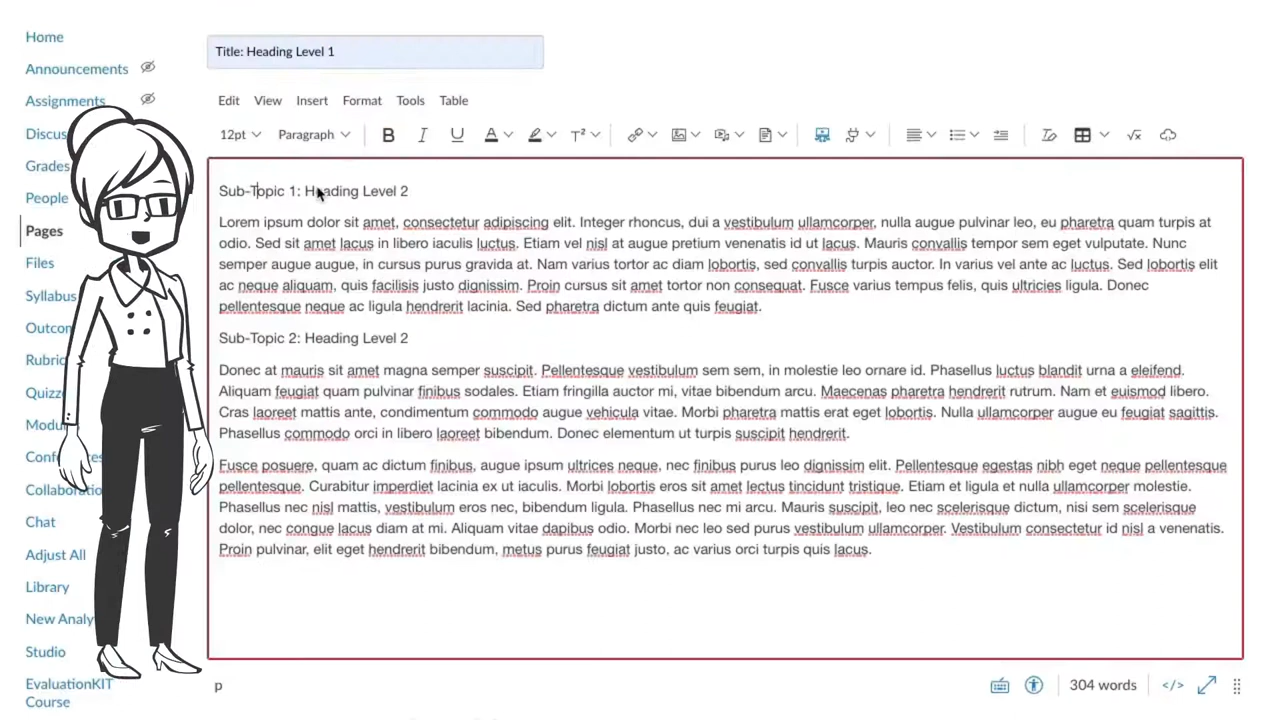 Home
Announcements
Assignments
Discus
Grades
People
Pages
Files
Syllabus
Outcom
Rubric
Quizz
Modu
Conf es
Collaboratio
Chat
Adjust All
Library
New Analy
Studio
EvaluationKIT
Course
Title: Heading Level 1
Edit View Insert Format Tools Table
12pt Paragraph B I U A T²
Sub-Topic 1: Heading Level 2
Lorem ipsum dolor sit amet, consectetur adipiscing elit. Integer rhoncus, dui a vestibulum ullamcorper, nulla augue pulvinar leo, eu pharetra quam turpis at
odio. Sed sit amet lacus in libero iaculis luctus. Etiam vel nisl at augue pretium venenatis id ut lacus. Mauris convallis tempor sem eget vulputate. Nunc
semper augue augue, in cursus purus gravida at. Nam varius tortor ac diam lobortis, sed convallis turpis auctor. In varius vel ante ac luctus. Sed lobortis elit
ac neque aliquam, quis facilisis justo dignissim. Proin cursus sit amet tortor non consequat. Fusce varius tempus felis, quis ultricies ligula. Donec
pellentesque neque ac ligula hendrerit lacinia. Sed pharetra dictum ante quis feugiat.
Sub-Topic 2: Heading Level 2
Donec at mauris sit amet magna semper suscipit. Pellentesque vestibulum sem sem, in molestie leo ornare id. Phasellus luctus blandit urna a eleifend.
Aliquam feugiat quam pulvinar finibus sodales. Etiam fringilla auctor mi, vitae bibendum arcu. Maecenas pharetra hendrerit rutrum. Nam et euismod libero.
Cras laoreet mattis ante, condimentum commodo augue vehicula vitae. Morbi pharetra mattis erat eget lobortis. Nulla ullamcorper augue eu feugiat sagittis.
Phasellus commodo orci in libero laoreet bibendum. Donec elementum ut turpis suscipit hendrerit.
Fusce posuere, quam ac dictum finibus, augue ipsum ultrices neque, nec finibus purus leo dignissim elit. Pellentesque egestas nibh eget neque pellentesque
pellentesque. Curabitur imperdiet lacinia ex ut iaculis. Morbi lobortis eros sit amet lectus tincidunt tristique. Etiam et ligula et nulla ullamcorper molestie.
Phasellus nec nisl mattis, vestibulum eros nec, bibendum ligula. Phasellus nec mi arcu. Mauris suscipit, leo nec scelerisque dictum, nisi sem scelerisque
dolor, nec congue lacus diam at mi. Aliquam vitae dapibus odio. Morbi nec leo sed purus vestibulum ullamcorper. Vestibulum consectetur id nisl a venenatis.
Proin pulvinar, elit eget hendrerit bibendum, metus purus feugiat justo, ac varius orci turpis quis lacus.
p
304 words